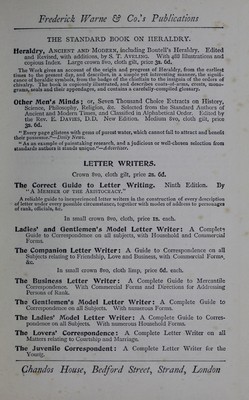 Frederick Warne & Co.'s Publications
THE STANDARD BOOK ON HERALDRY.
Heraldry, ANCIENT AND MODERN, including Boutell's Heraldry. Edited
and Revised, with additions, by S. T. AVELING. With 488 Illustrations and
copious Index. Large crown 8vo, cloth gilt, price 3s. 6d.
The Work gives an account of the origin and progress of Heraldry, from the earliest
times to the present day, and describes, in a simple yet interesting manner, the signifi-
cance of heraldic symbols, from the badges of the chieftain to the insignia of the orders of
chivalry. The book is copiously illustrated, and describes coats-of-arms, crests, mono-
grams, seals and their appendages, and contains a carefully-compiled glossary.
Other Men's Minds; or, Seven Thousand Choice Extracts on History,
Science, Philosophy, Religion, &c. Selected from the Standard Authors of
Ancient and Modern Times, and Classified in Alphabetical Order. Edited by
the Rev. E. DAVIES, D.D. New Edition. Medium 8vo, cloth gilt, price
2s. 6d.
"Every page glitters with gems of purest water, which cannot fail to attract and benefit
their possessor."—Daily News.
"As an example of painstaking research, and a judicious or well-chosen selection from
standards authors it stands unique."—Advertiser.
LETTER WRITERS.
Crown 8vo, cloth gilt, price 2s. 6d.
The Correct Guide to Letter Writing. Ninth Edition. By
"A MEMBER OF THE ARISTOCRACY."
A reliable guide to inexperienced letter writers in the construction of every description
of letter under every possible circumstance, together with modes of address to personages
of rank, officials, &c.
In small crown 8vo, cloth, price 1s. each.
Ladies' and Gentlemen's Model Letter Writer: A Complete
Guide to Correspondence on all subjects, with Household and Commercial
Forms.
The Companion Letter Writer: A Guide to Correspondence on all
Subjects relating to Friendship, Love and Business, with Commercial Forms,
&c.
In small crown 8vo, cloth limp, price 6d. each.
The Business Letter Writer: A Complete Guide to Mercantile
Correspondence. With Commercial Forms and Directions for Addressing
Persons of Rank.
The Gentlemen's Model Letter Writer: A Complete Guide to
Correspondence on all Subjects. With numerous Forms.
The Ladies' Model Letter Writer: A Complete Guide to Corres-
pondence on all Subjects. With numerous Household Forms.
The Lovers' Correspondence: A Complete Letter Writer on all
Matters relating to Courtship and Marriage.
The Juvenile Correspondent: A Complete Letter Writer for the
Young.
Chandos House, Bedford Street, Strand, London